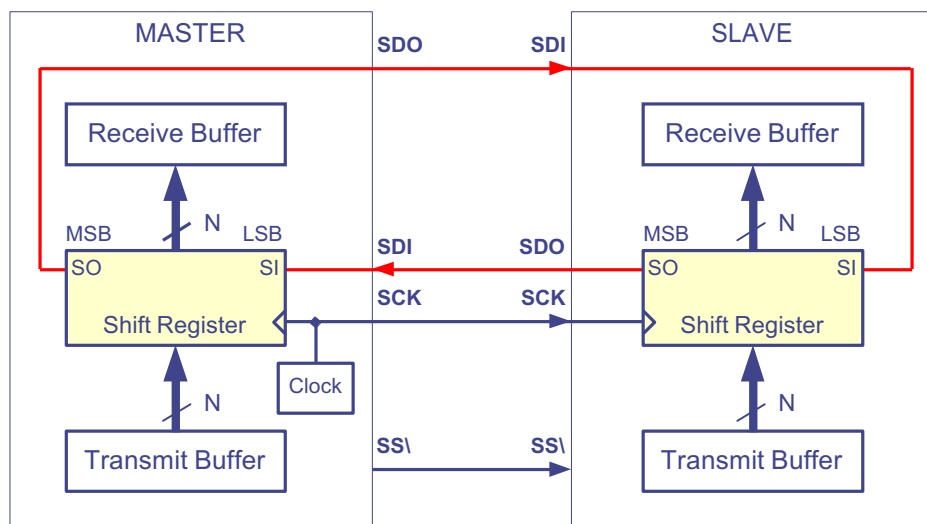 MASTER
SDO
SDI
SLAVE
Receive Buffer
Receive Buffer
N
N
MSB
LSB
SDI
SDO
MSB
LSB
SO
SI
SO
SI
SCK
SCK
Shift Register
Shift Register
Clock
N
N
SS\
SS\
Transmit Buffer
Transmit Buffer